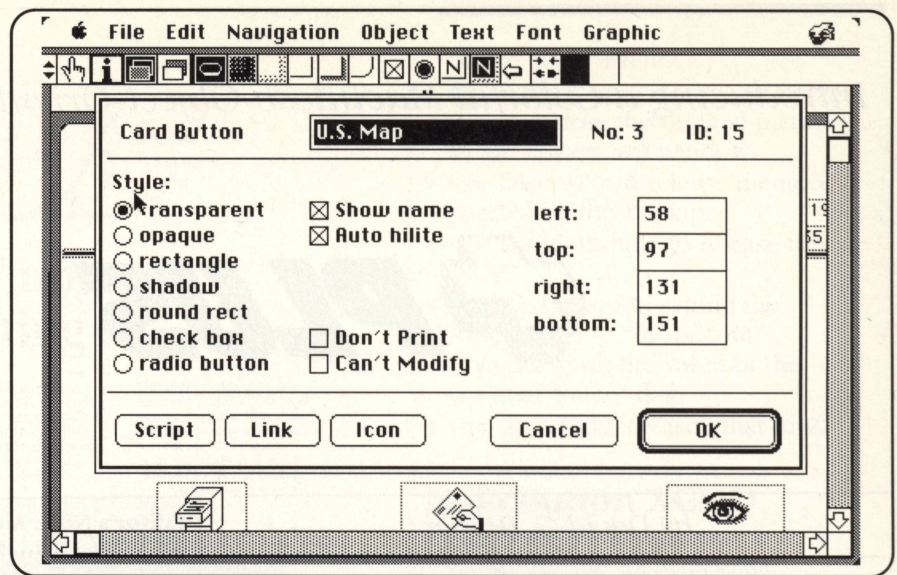 File Edit Navigation Object Text Font Graphic
Card Button U.S. Map No: 3 ID: 15
Style:
transparent Show name left: 58
opaque Auto hilite top: 97
rectangle right: 131
shadow bottom: 151
round rect
check box Don't Print
radio button Can't Modify
Script Link Icon Cancel OK